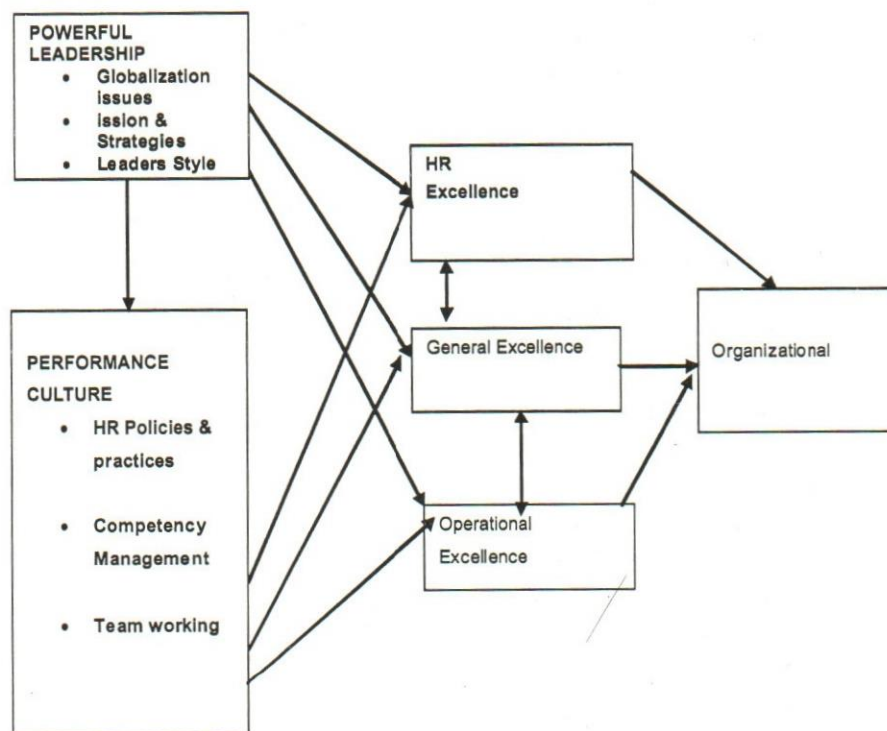 POWERFUL
LEADERSHIP
• Globalization
issues
• ission &
Strategies
• Leaders Style
HR
Excellence
PERFORMANCE
CULTURE
• HR Policies &
practices
• Competency
Management
• Team working
General Excellence
Organizational
Operational
Excellence